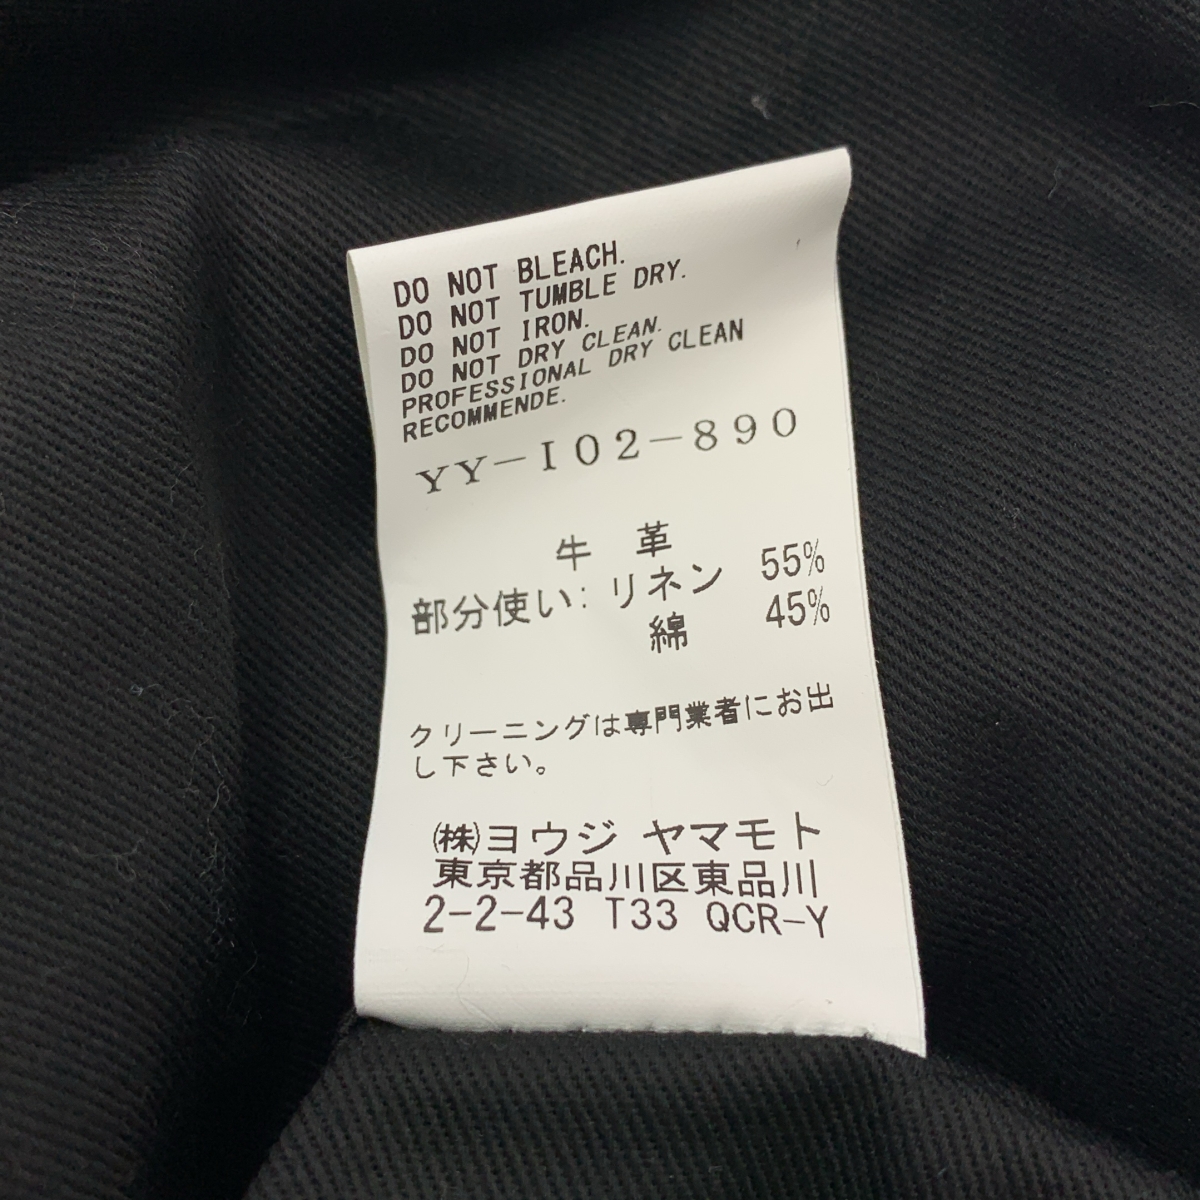 DO NOT BLEACH.
DO NOT TUMBLE DRY.
DO NOT IRON.
DO NOT DRY CLEAN.
PROFESSIONAL DRY CLEAN
RECOMMENDE.
YY-I02-890
牛 革
部分使い: リネン 55%
綿 45%
クリーニングは専門業者にお出
し下さい。
㈱ヨウジ ヤマモト
東京都品川区東品川
2-2-43 T33 QCR-Y